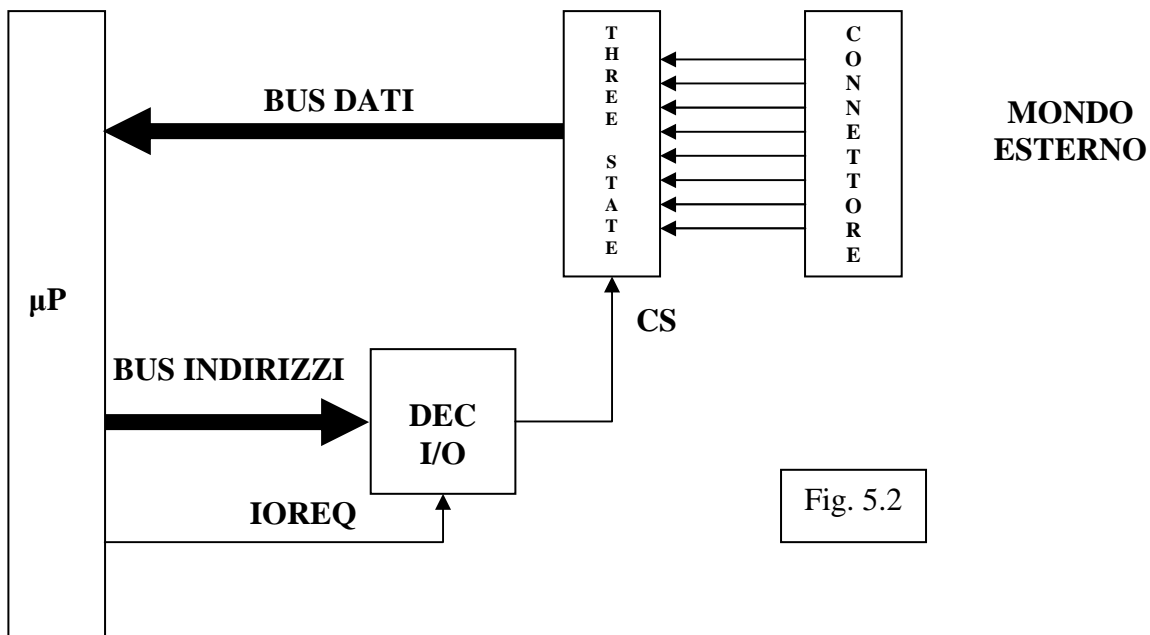 THREE STATE
CONNETTORE
BUS DATI
MONDO
ESTERNO
µP
CS
BUS INDIRIZZI
DEC
I/O
IOREQ
Fig. 5.2